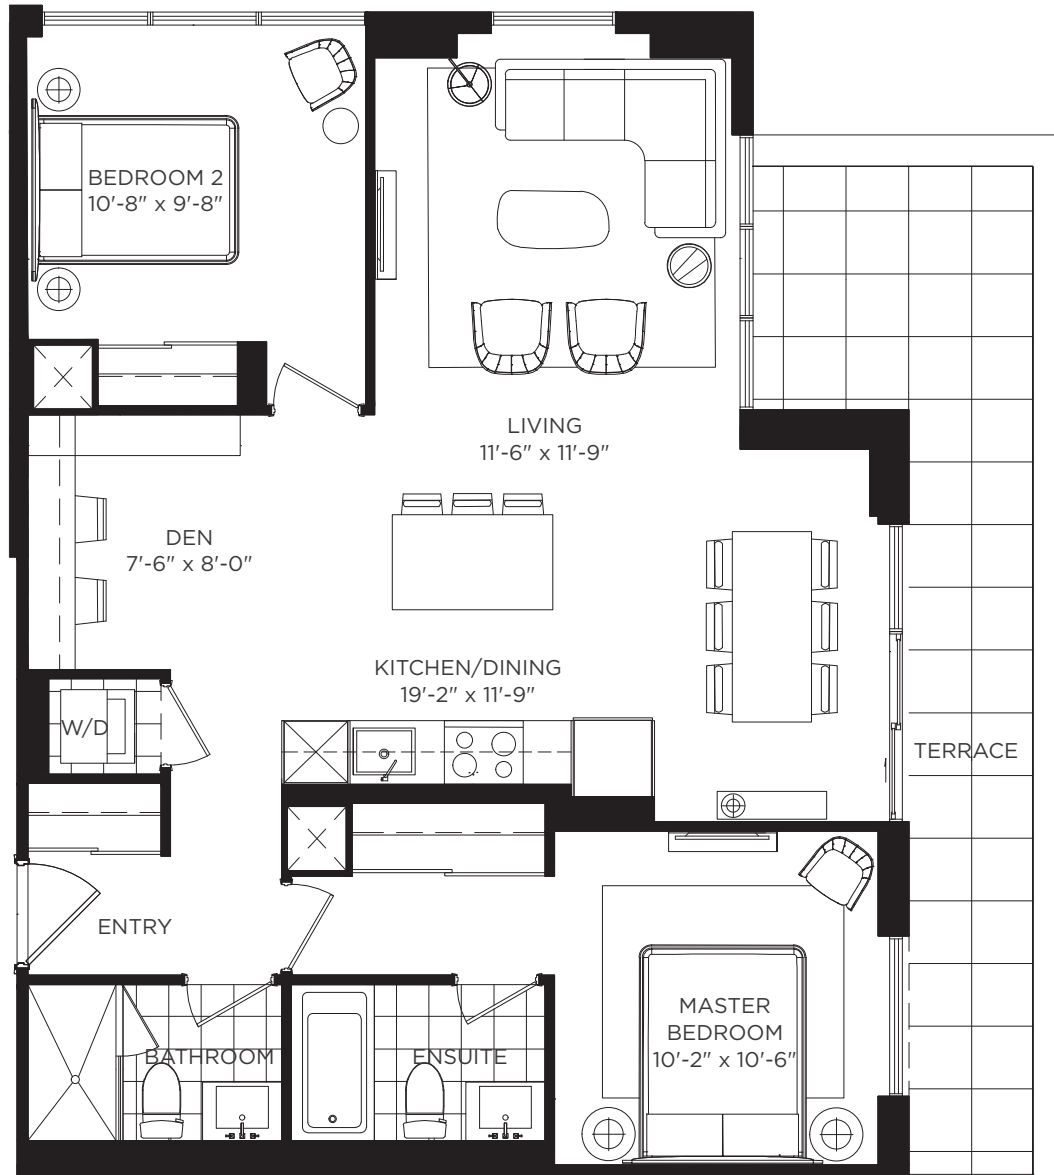 BEDROOM 2
10'-8" x 9'-8"
LIVING
11'-6" x 11'-9"
DEN
7'-6" x 8'-0"
KITCHEN/DINING
19'-2" x 11'-9"
W/D
TERRACE
ENTRY
MASTER
BEDROOM
10'-2" x 10'-6"
BATHROOM
ENSUITE